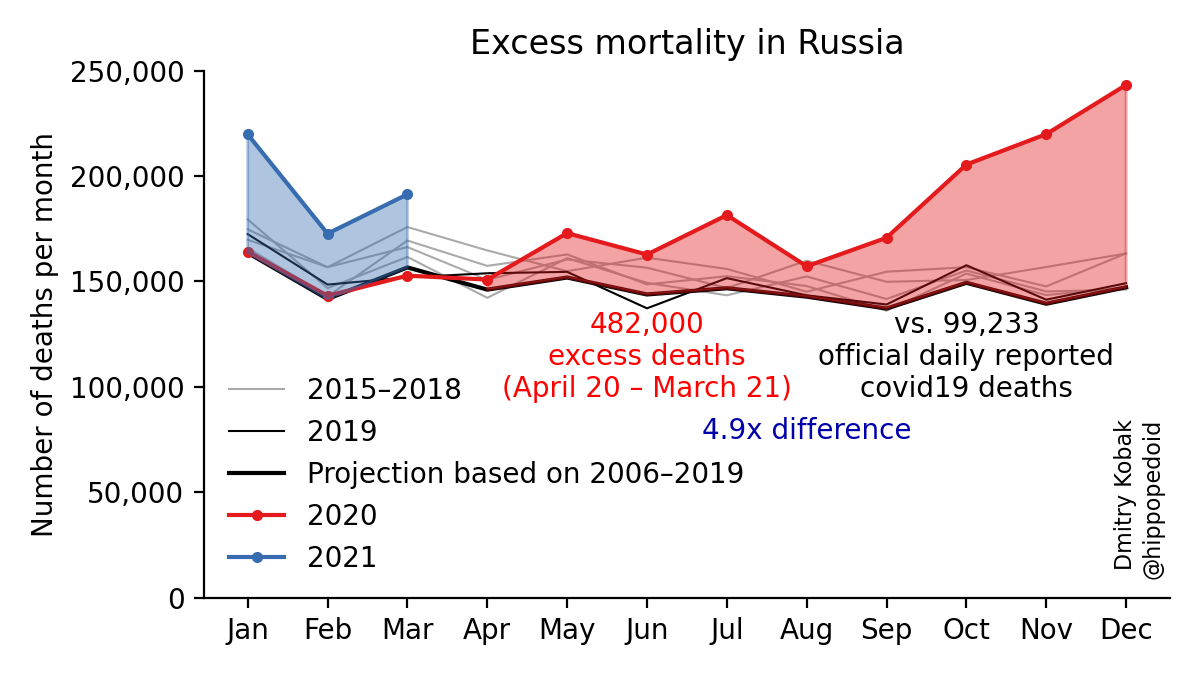 Excess mortality in Russia
Number of deaths per month
250,000
200,000
150,000
100,000
50,000
0
482,000
excess deaths
(April 20 – March 21)
vs. 99,233
official daily reported
covid19 deaths
4.9x difference
2015–2018
2019
Projection based on 2006–2019
2020
2021
Dmitry Kobak
@hippopedoid
Jan Feb Mar Apr May Jun Jul Aug Sep Oct Nov Dec